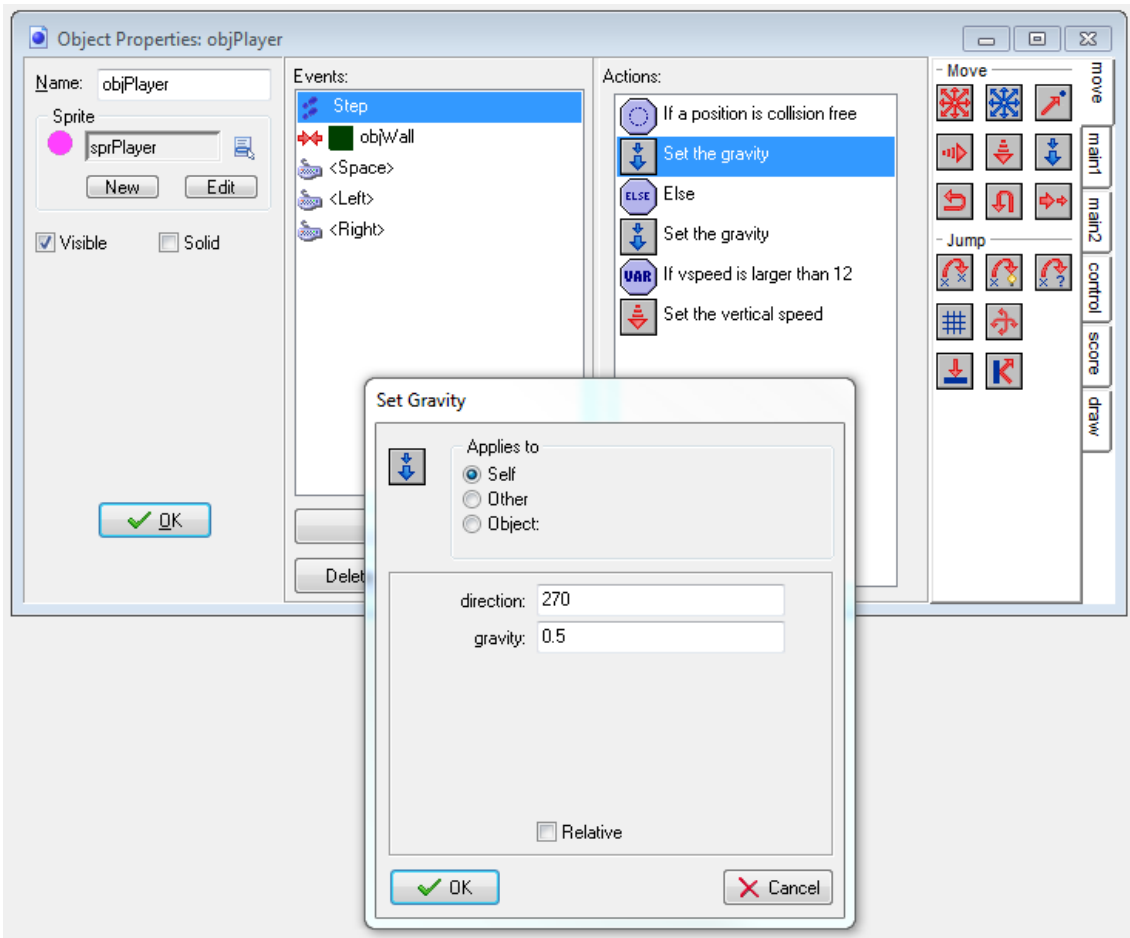 Object Properties: objPlayer
Name: objPlayer
Sprite
sprPlayer
New Edit
Visible Solid
OK
Events:
Step
objWall
<Space>
<Left>
<Right>
Delet
Actions:
If a position is collision free
Set the gravity
ELSE Else
Set the gravity
VAR If vspeed is larger than 12
Set the vertical speed
Move
Jump
move
main1
main2
control
score
draw
Set Gravity
Applies to
Self
Other
Object:
direction: 270
gravity: 0.5
Relative
OK Cancel